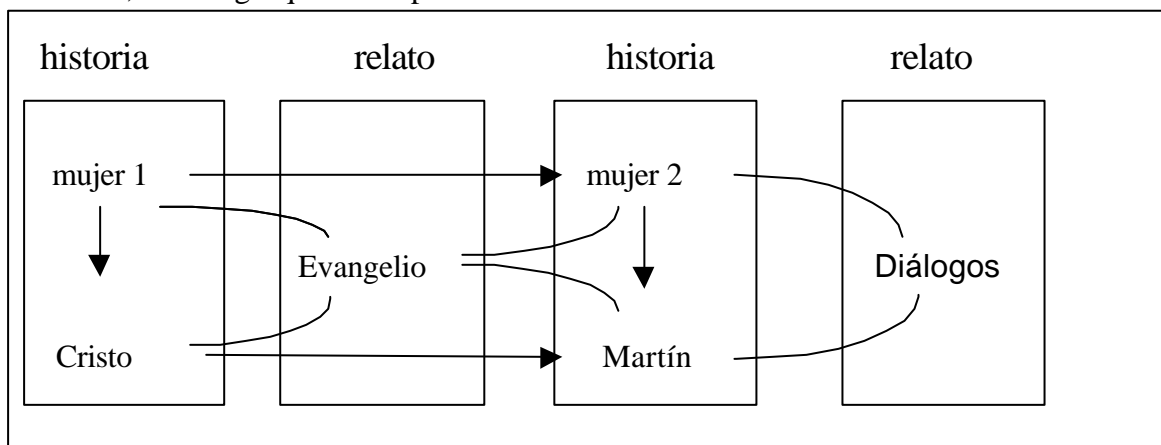 historia relato historia relato
mujer 1 mujer 2
Evangelio Diálogos
Cristo Martín